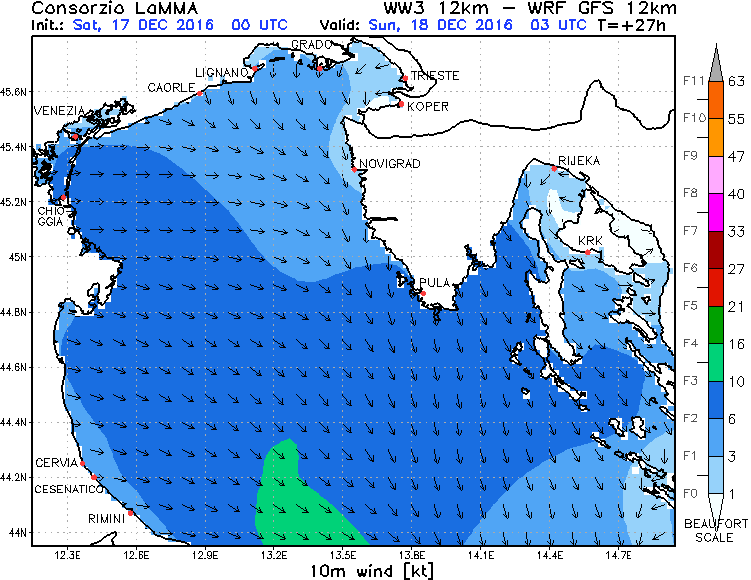 Consorzio LaMMA WW3 12km – WRF GFS 12km
Init.: Sat, 17 DEC 2016 00 UTC Valid: Sun, 18 DEC 2016 03 UTC T=+27h
GRADO
LIGNANO
TRIESTE
CAORLE
KOPER
VENEZIA
NOVIGRAD
RIJEKA
CHIO-
GGIA
KRK
PULA
CERVIA
CESENATICO
RIMINI
45.6N
45.4N
45.2N
45N
44.8N
44.6N
44.4N
44.2N
44N
12.3E 12.6E 12.9E 13.2E 13.5E 13.8E 14.1E 14.4E 14.7E
10m wind [kt]
F11 63
F10 55
F9 47
F8 40
F7 33
F6 27
F5 21
F4 16
F3 10
F2 6
F1 3
F0 1
BEAUFORT
SCALE